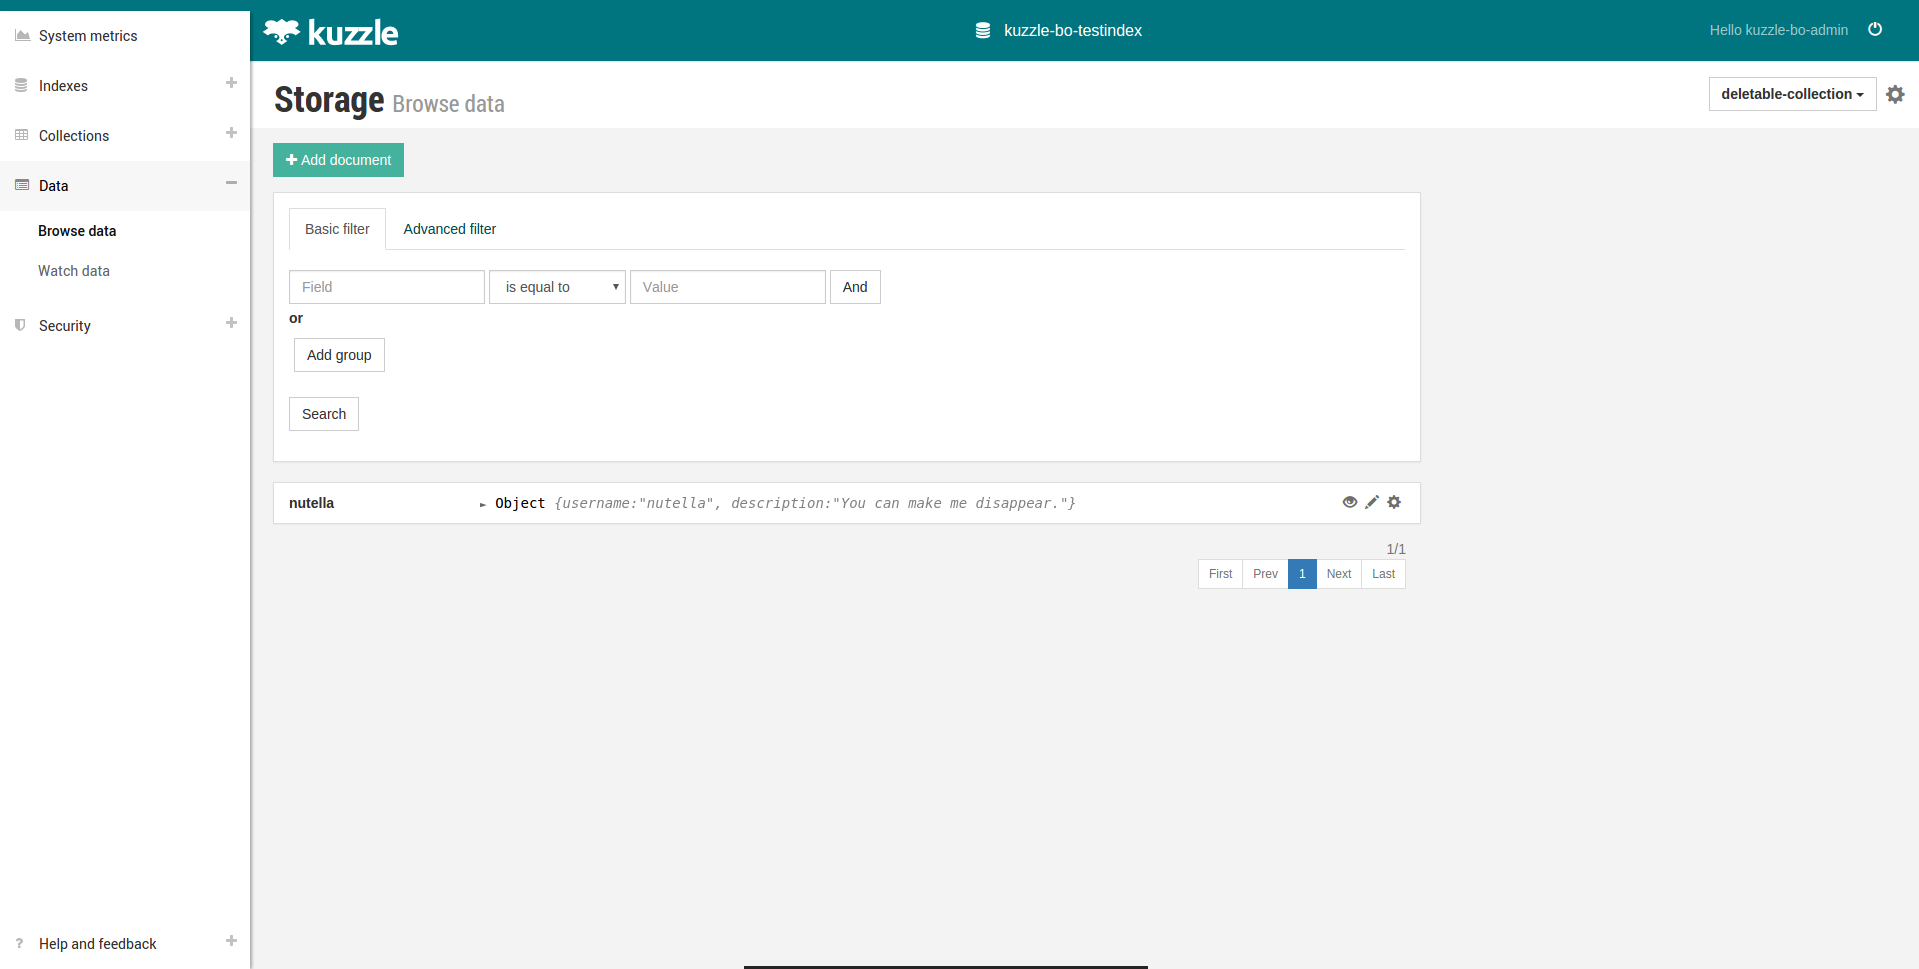 System metrics
Indexes
Collections
Data
Browse data
Watch data
Security
Help and feedback
kuzzle
kuzzle-bo-testindex
Hello kuzzle-bo-admin
Storage Browse data
deletable-collection
Add document
Basic filter
Advanced filter
Field
is equal to
Value
And
or
Add group
Search
nutella
► Object {username:"nutella", description:"You can make me disappear."}
1/1
First Prev 1 Next Last